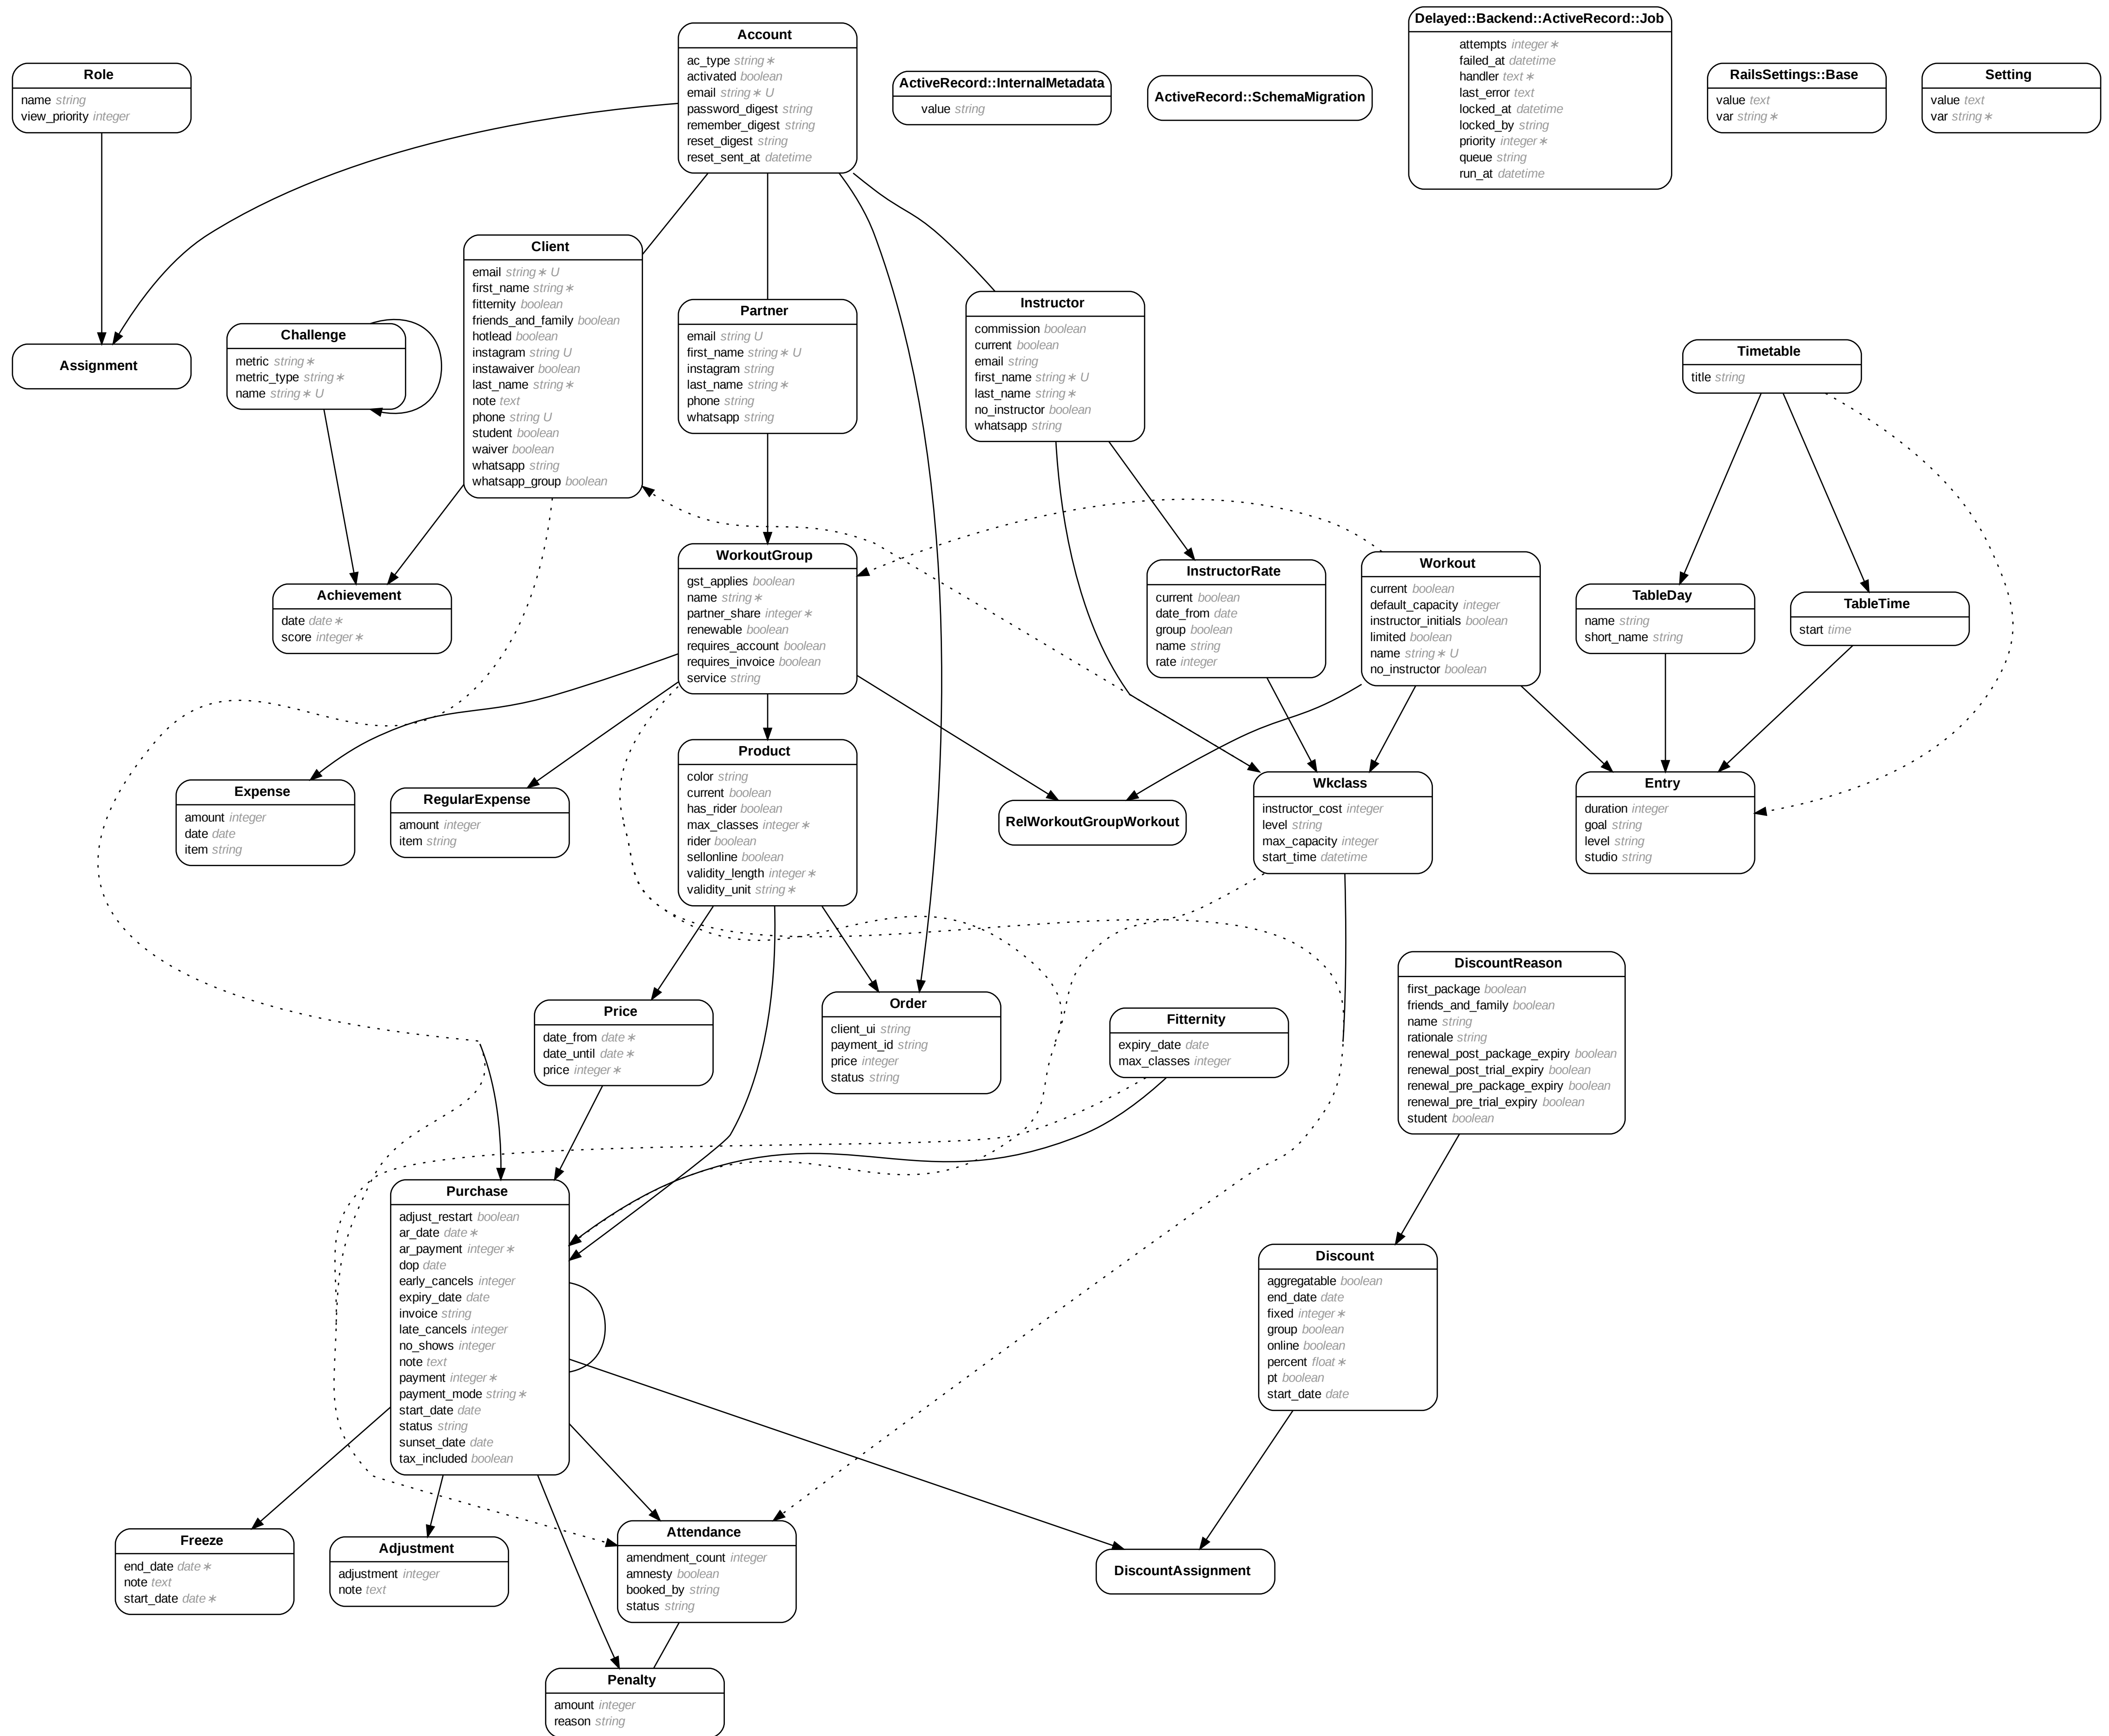 Delayed::Backend::ActiveRecord::Job
attempts integer∗
failed_at datetime
handler text∗
last_error text
locked_at datetime
locked_by string
priority integer∗
queue string
run_at datetime
Account
ac_type string∗
activated boolean
email string∗ U
password_digest string
remember_digest string
reset_digest string
reset_sent_at datetime
Role
name string
view_priority integer
ActiveRecord::InternalMetadata
value string
ActiveRecord::SchemaMigration
RailsSettings::Base
value text
var string∗
Setting
value text
var string∗
Client
email string∗ U
first_name string∗
fitternity boolean
friends_and_family boolean
hotlead boolean
instagram string U
instawaiver boolean
last_name string∗
note text
phone string U
student boolean
waiver boolean
whatsapp string
whatsapp_group boolean
Partner
email string U
first_name string∗ U
instagram string
last_name string∗
phone string
whatsapp string
Instructor
commission boolean
current boolean
email string
first_name string∗ U
last_name string∗
no_instructor boolean
whatsapp string
Challenge
metric string∗
metric_type string∗
name string∗ U
Assignment
Timetable
title string
WorkoutGroup
gst_applies boolean
name string∗
partner_share integer∗
renewable boolean
requires_account boolean
requires_invoice boolean
service string
InstructorRate
current boolean
date_from date
group boolean
name string
rate integer
Workout
current boolean
default_capacity integer
instructor_initials boolean
limited boolean
name string∗ U
no_instructor boolean
Achievement
date date∗
score integer∗
TableDay
name string
short_name string
TableTime
start time
Product
color string
current boolean
has_rider boolean
max_classes integer∗
rider boolean
sellonline boolean
validity_length integer∗
validity_unit string∗
Expense
amount integer
date date
item string
RegularExpense
amount integer
item string
RelWorkoutGroupWorkout
Wkclass
instructor_cost integer
level string
max_capacity integer
start_time datetime
Entry
duration integer
goal string
level string
studio string
DiscountReason
first_package boolean
friends_and_family boolean
name string
rationale string
renewal_post_package_expiry boolean
renewal_post_trial_expiry boolean
renewal_pre_package_expiry boolean
renewal_pre_trial_expiry boolean
student boolean
Price
date_from date∗
date_until date∗
price integer∗
Order
client_ui string
payment_id string
price integer
status string
Fitternity
expiry_date date
max_classes integer
Purchase
adjust_restart boolean
ar_date date∗
ar_payment integer∗
dop date
early_cancels integer
expiry_date date
invoice string
late_cancels integer
no_shows integer
note text
payment integer∗
payment_mode string∗
start_date date
status string
sunset_date date
tax_included boolean
Discount
aggregatable boolean
end_date date
fixed integer∗
group boolean
online boolean
percent float∗
pt boolean
start_date date
Freeze
end_date date∗
note text
start_date date∗
Adjustment
adjustment integer
note text
Attendance
amendment_count integer
amnesty boolean
booked_by string
status string
DiscountAssignment
Penalty
amount integer
reason string